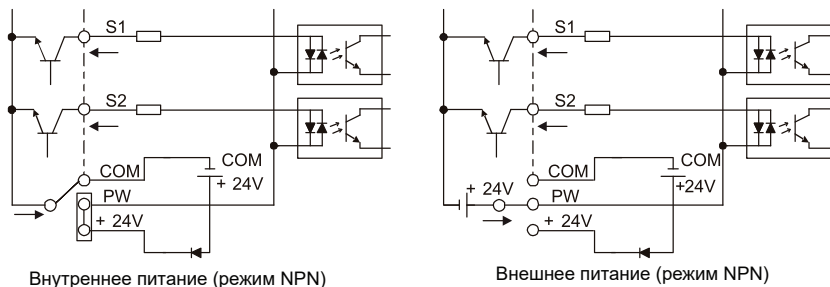 S1
S2
COM
COM
+ 24V
PW
+ 24V
Внутреннее питание (режим NPN)
S1
S2
COM
COM
+ 24V
+24V
PW
+ 24V
Внешнее питание (режим NPN)